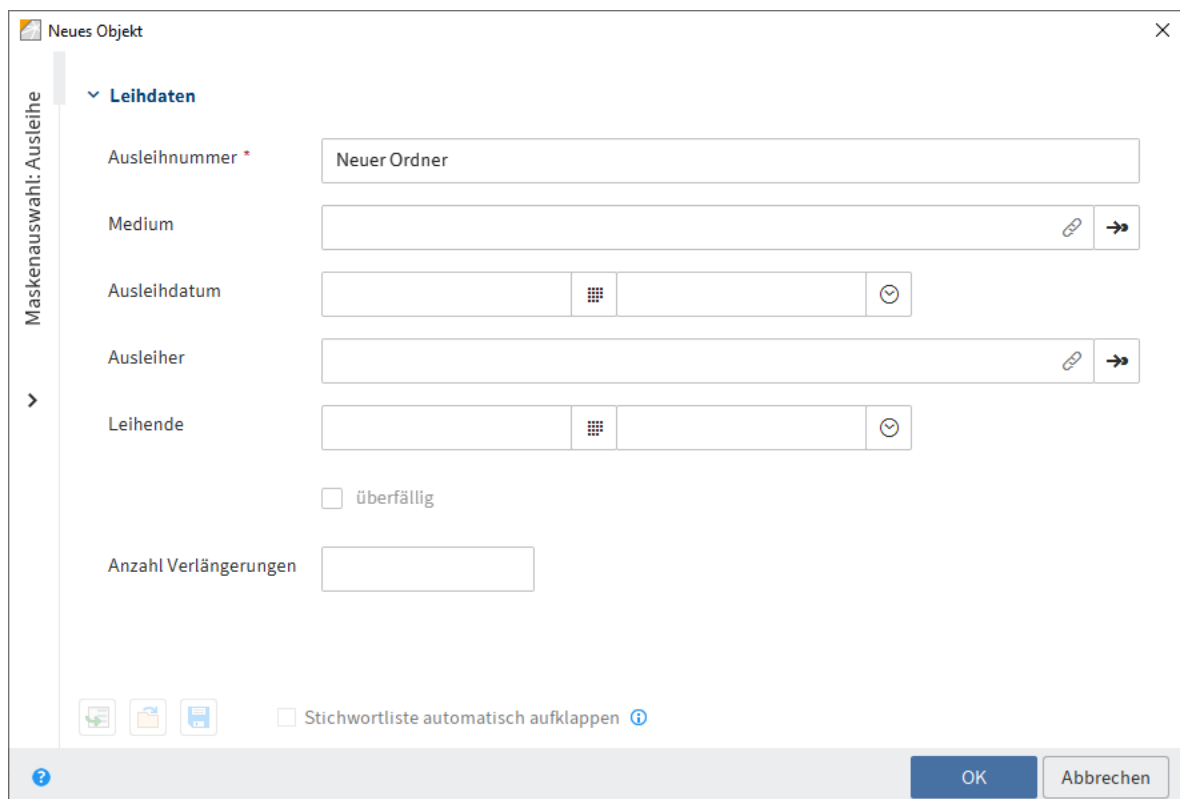 Neues Objekt
Maskenauswahl: Ausleihe
Leihdaten
Ausleihnummer *
Neuer Ordner
Medium
Ausleihdatum
Ausleiher
Leihende
überfällig
Anzahl Verlängerungen
Stichwortliste automatisch aufklappen
OK
Abbrechen